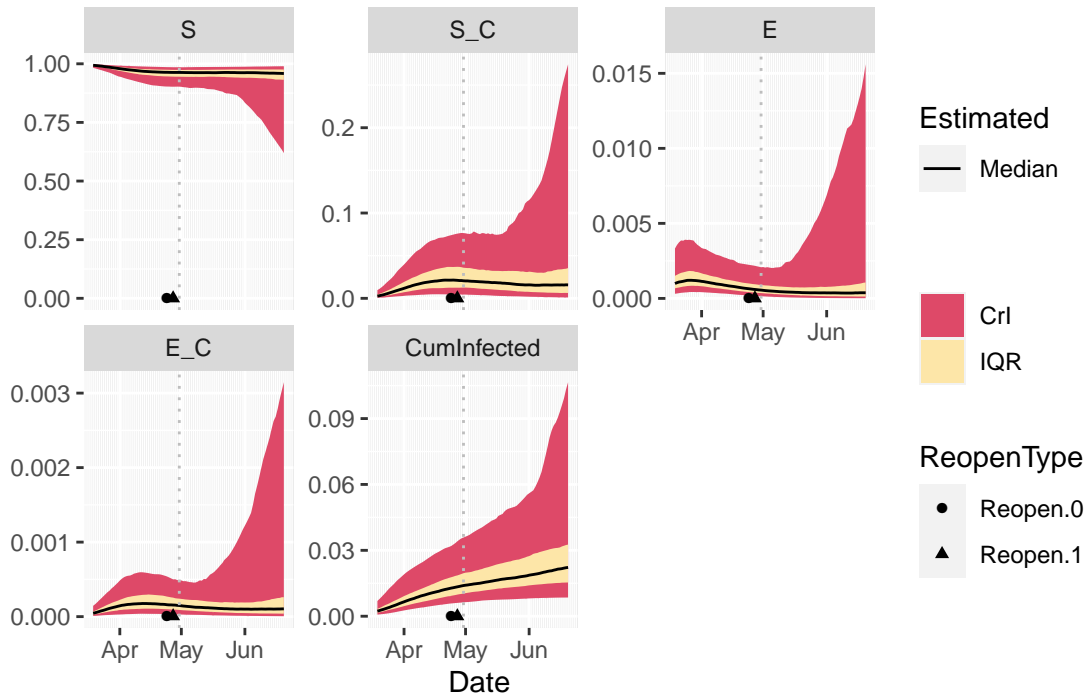 S
1.00
0.75
0.50
0.25
0.00
S_C
0.2
0.1
0.0
E
0.015
0.010
0.005
0.000
Apr May Jun
E_C
0.003
0.002
0.001
0.000
Apr May Jun
CumInfected
0.09
0.06
0.03
0.00
Apr May Jun
Date
Estimated
Median
CrI
IQR
ReopenType
Reopen.0
Reopen.1